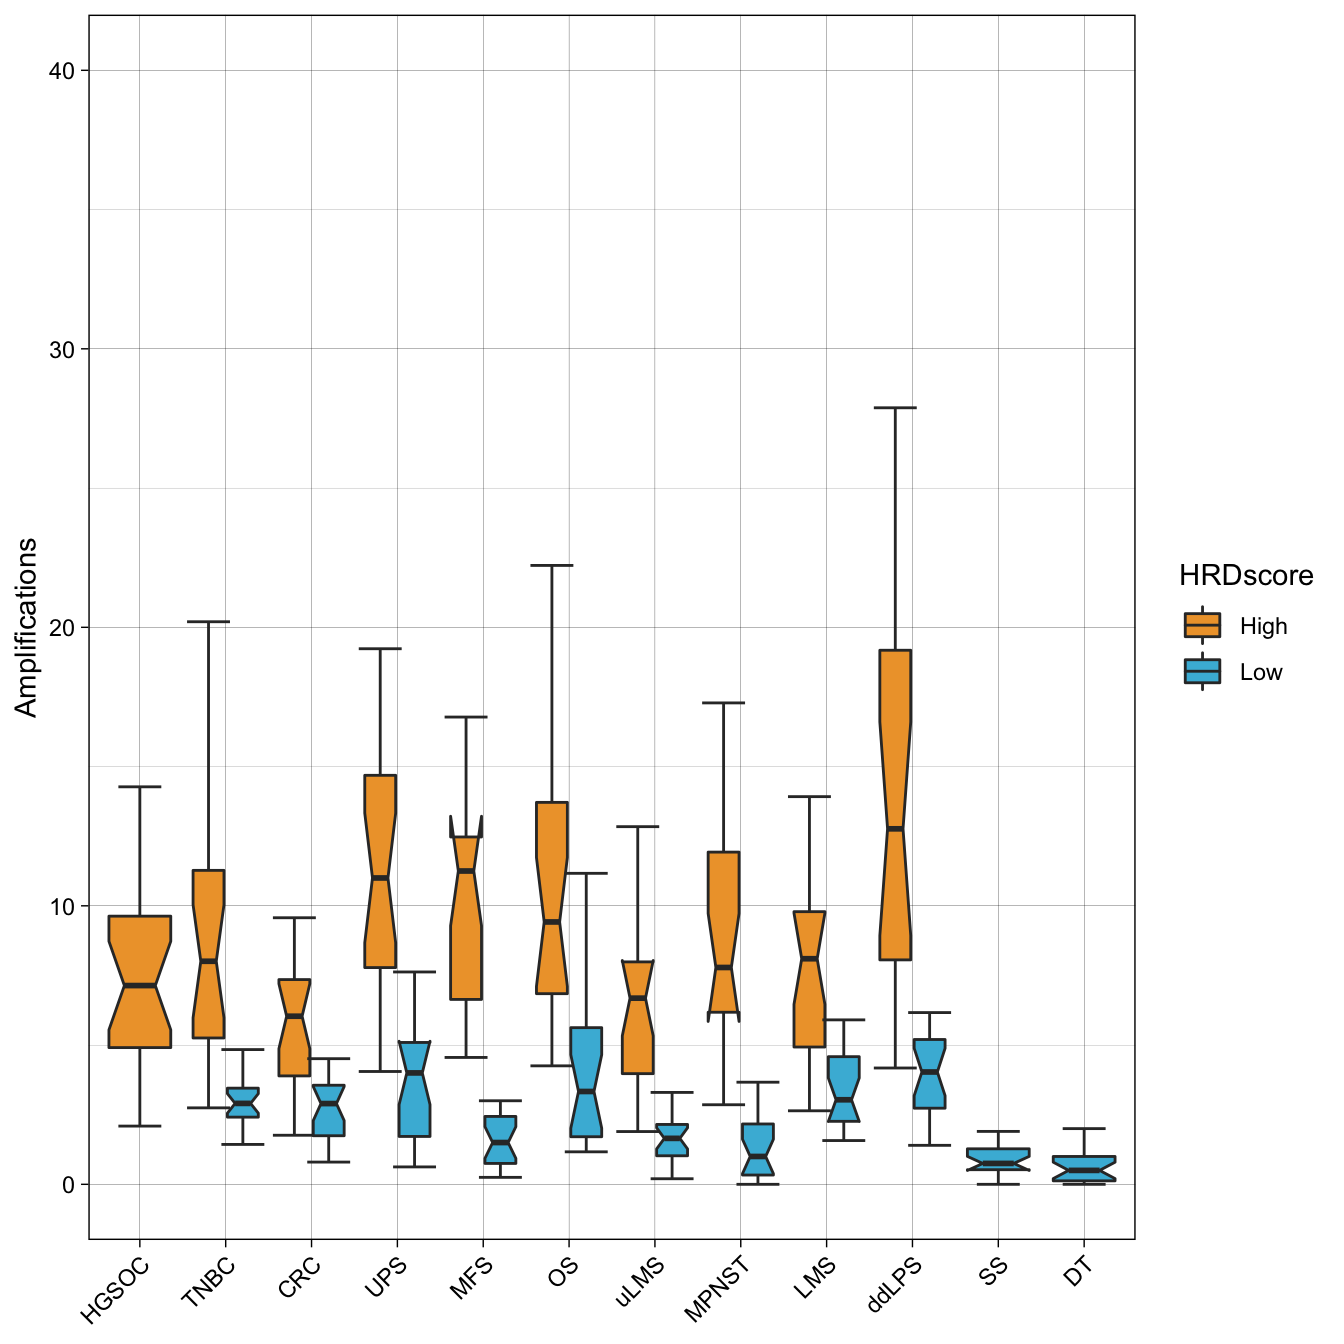 40
30
20
10
0
Amplifications
HGSOC
TNBC
CRC
UPS
MFS
OS
uLMS
MPNST
LMS
ddLPS
SS
DT
HRDscore
High
Low